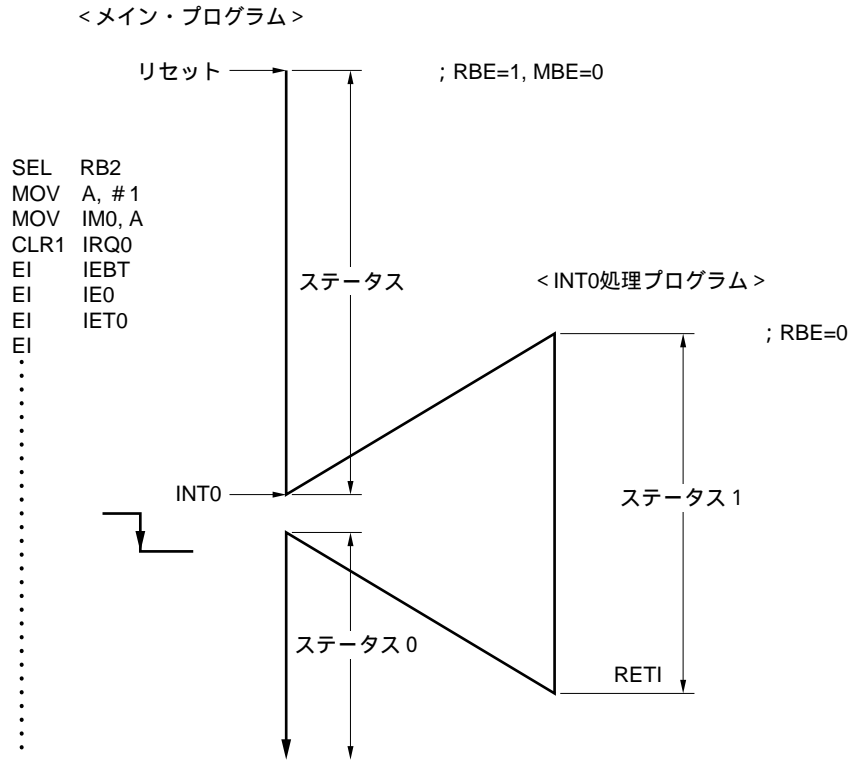 <メイン・プログラム>
リセット
; RBE=1, MBE=0
SEL RB2
MOV A, #1
MOV IM0, A
CLR1 IRQ0
EI IEBT
EI IE0
EI IET0
EI
ステータス
<INT0処理プログラム>
; RBE=0
INT0
ステータス1
ステータス0
RETI